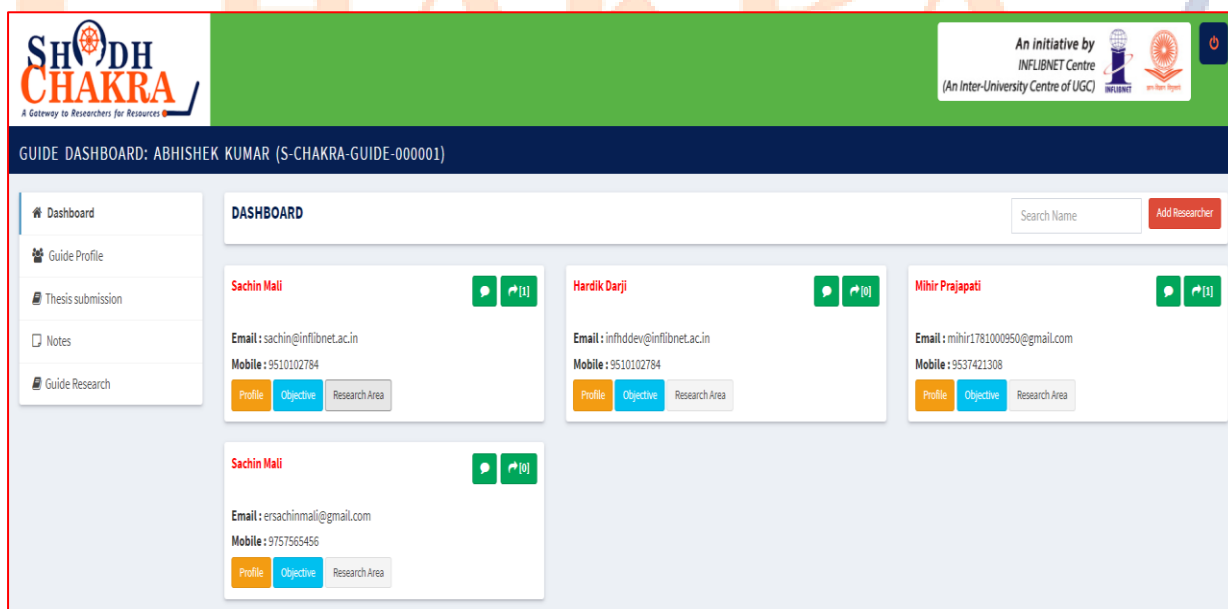 SHODH
CHAKRA
A Gateway to Researchers for Resources
An initiative by
INFLIBNET Centre
(An Inter-University Centre of UGC)
INFLIBNET
GUIDE DASHBOARD: ABHISHEK KUMAR (S-CHAKRA-GUIDE-000001)
Dashboard
Guide Profile
Thesis submission
Notes
Guide Research
DASHBOARD
Search Name
Add Researcher
Sachin Mali
[1]
Email : sachin@inflibnet.ac.in
Mobile : 9510102784
Profile Objective Research Area
Hardik Darji
[0]
Email : infhddev@inflibnet.ac.in
Mobile : 9510102784
Profile Objective Research Area
Mihir Prajapati
[1]
Email : mihir1781000950@gmail.com
Mobile : 9537421308
Profile Objective Research Area
Sachin Mali
[0]
Email : ersachinmali@gmail.com
Mobile : 9757565456
Profile Objective Research Area